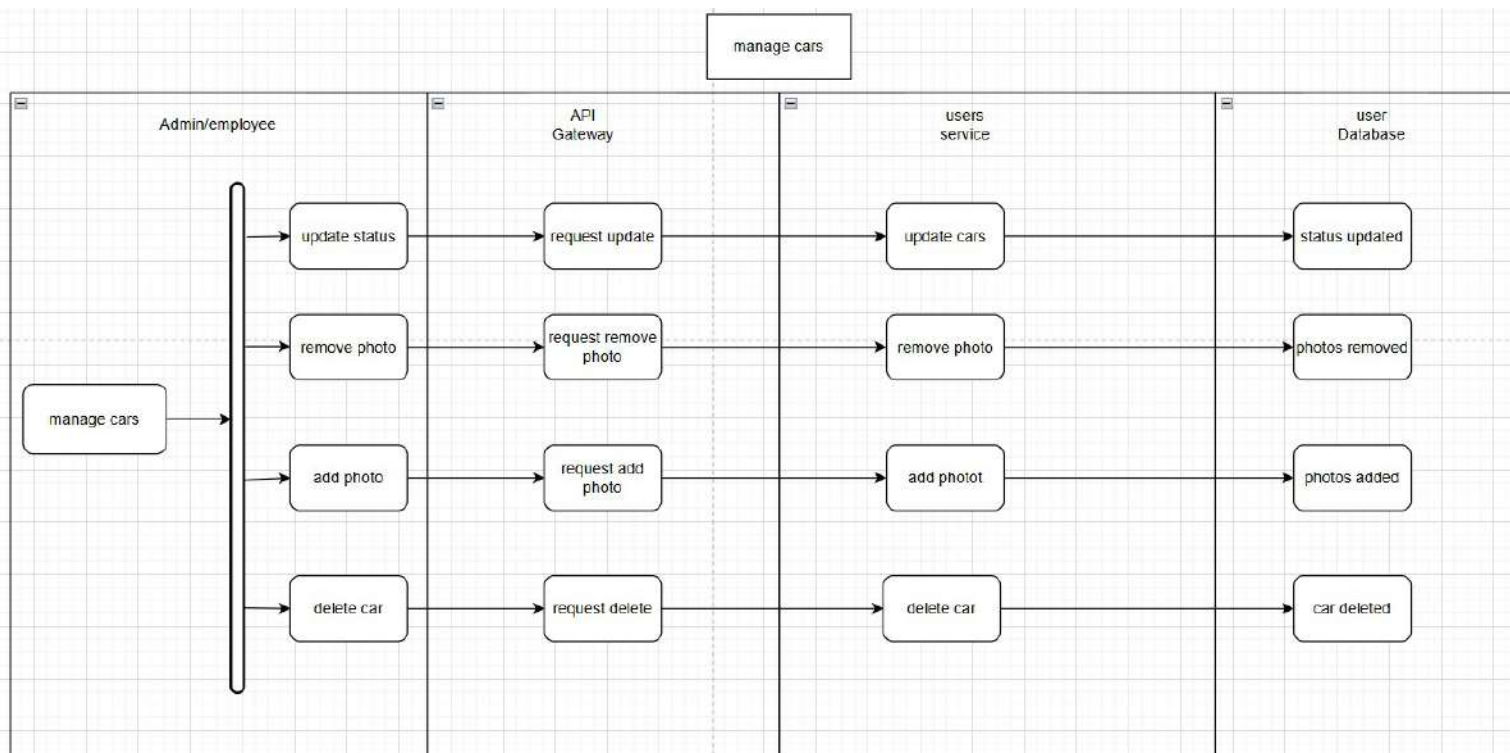 manage cars
Admin/employee
API
Gateway
users
service
user
Database
update status
request update
update cars
status updated
remove photo
request remove
photo
remove photo
photos removed
manage cars
add photo
request add
photo
add photot
photos added
delete car
request delete
delete car
car deleted